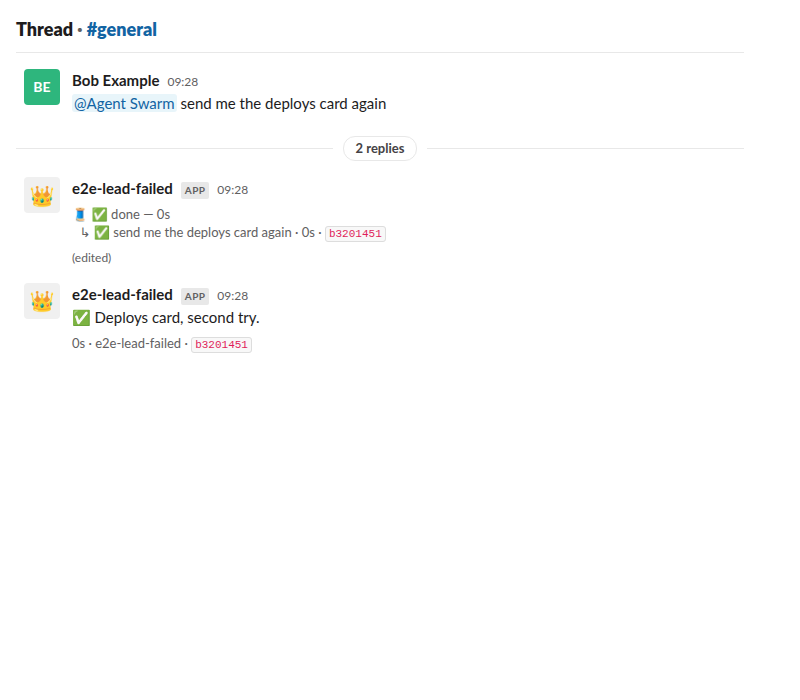 Thread • #general
BE
Bob Example 09:28
@Agent Swarm send me the deploys card again
2 replies
e2e-lead-failed APP 09:28
🧵 ✅ done — 0s
↳ ✅ send me the deploys card again · 0s · b3201451
(edited)
e2e-lead-failed APP 09:28
✅ Deploys card, second try.
0s · e2e-lead-failed · b3201451